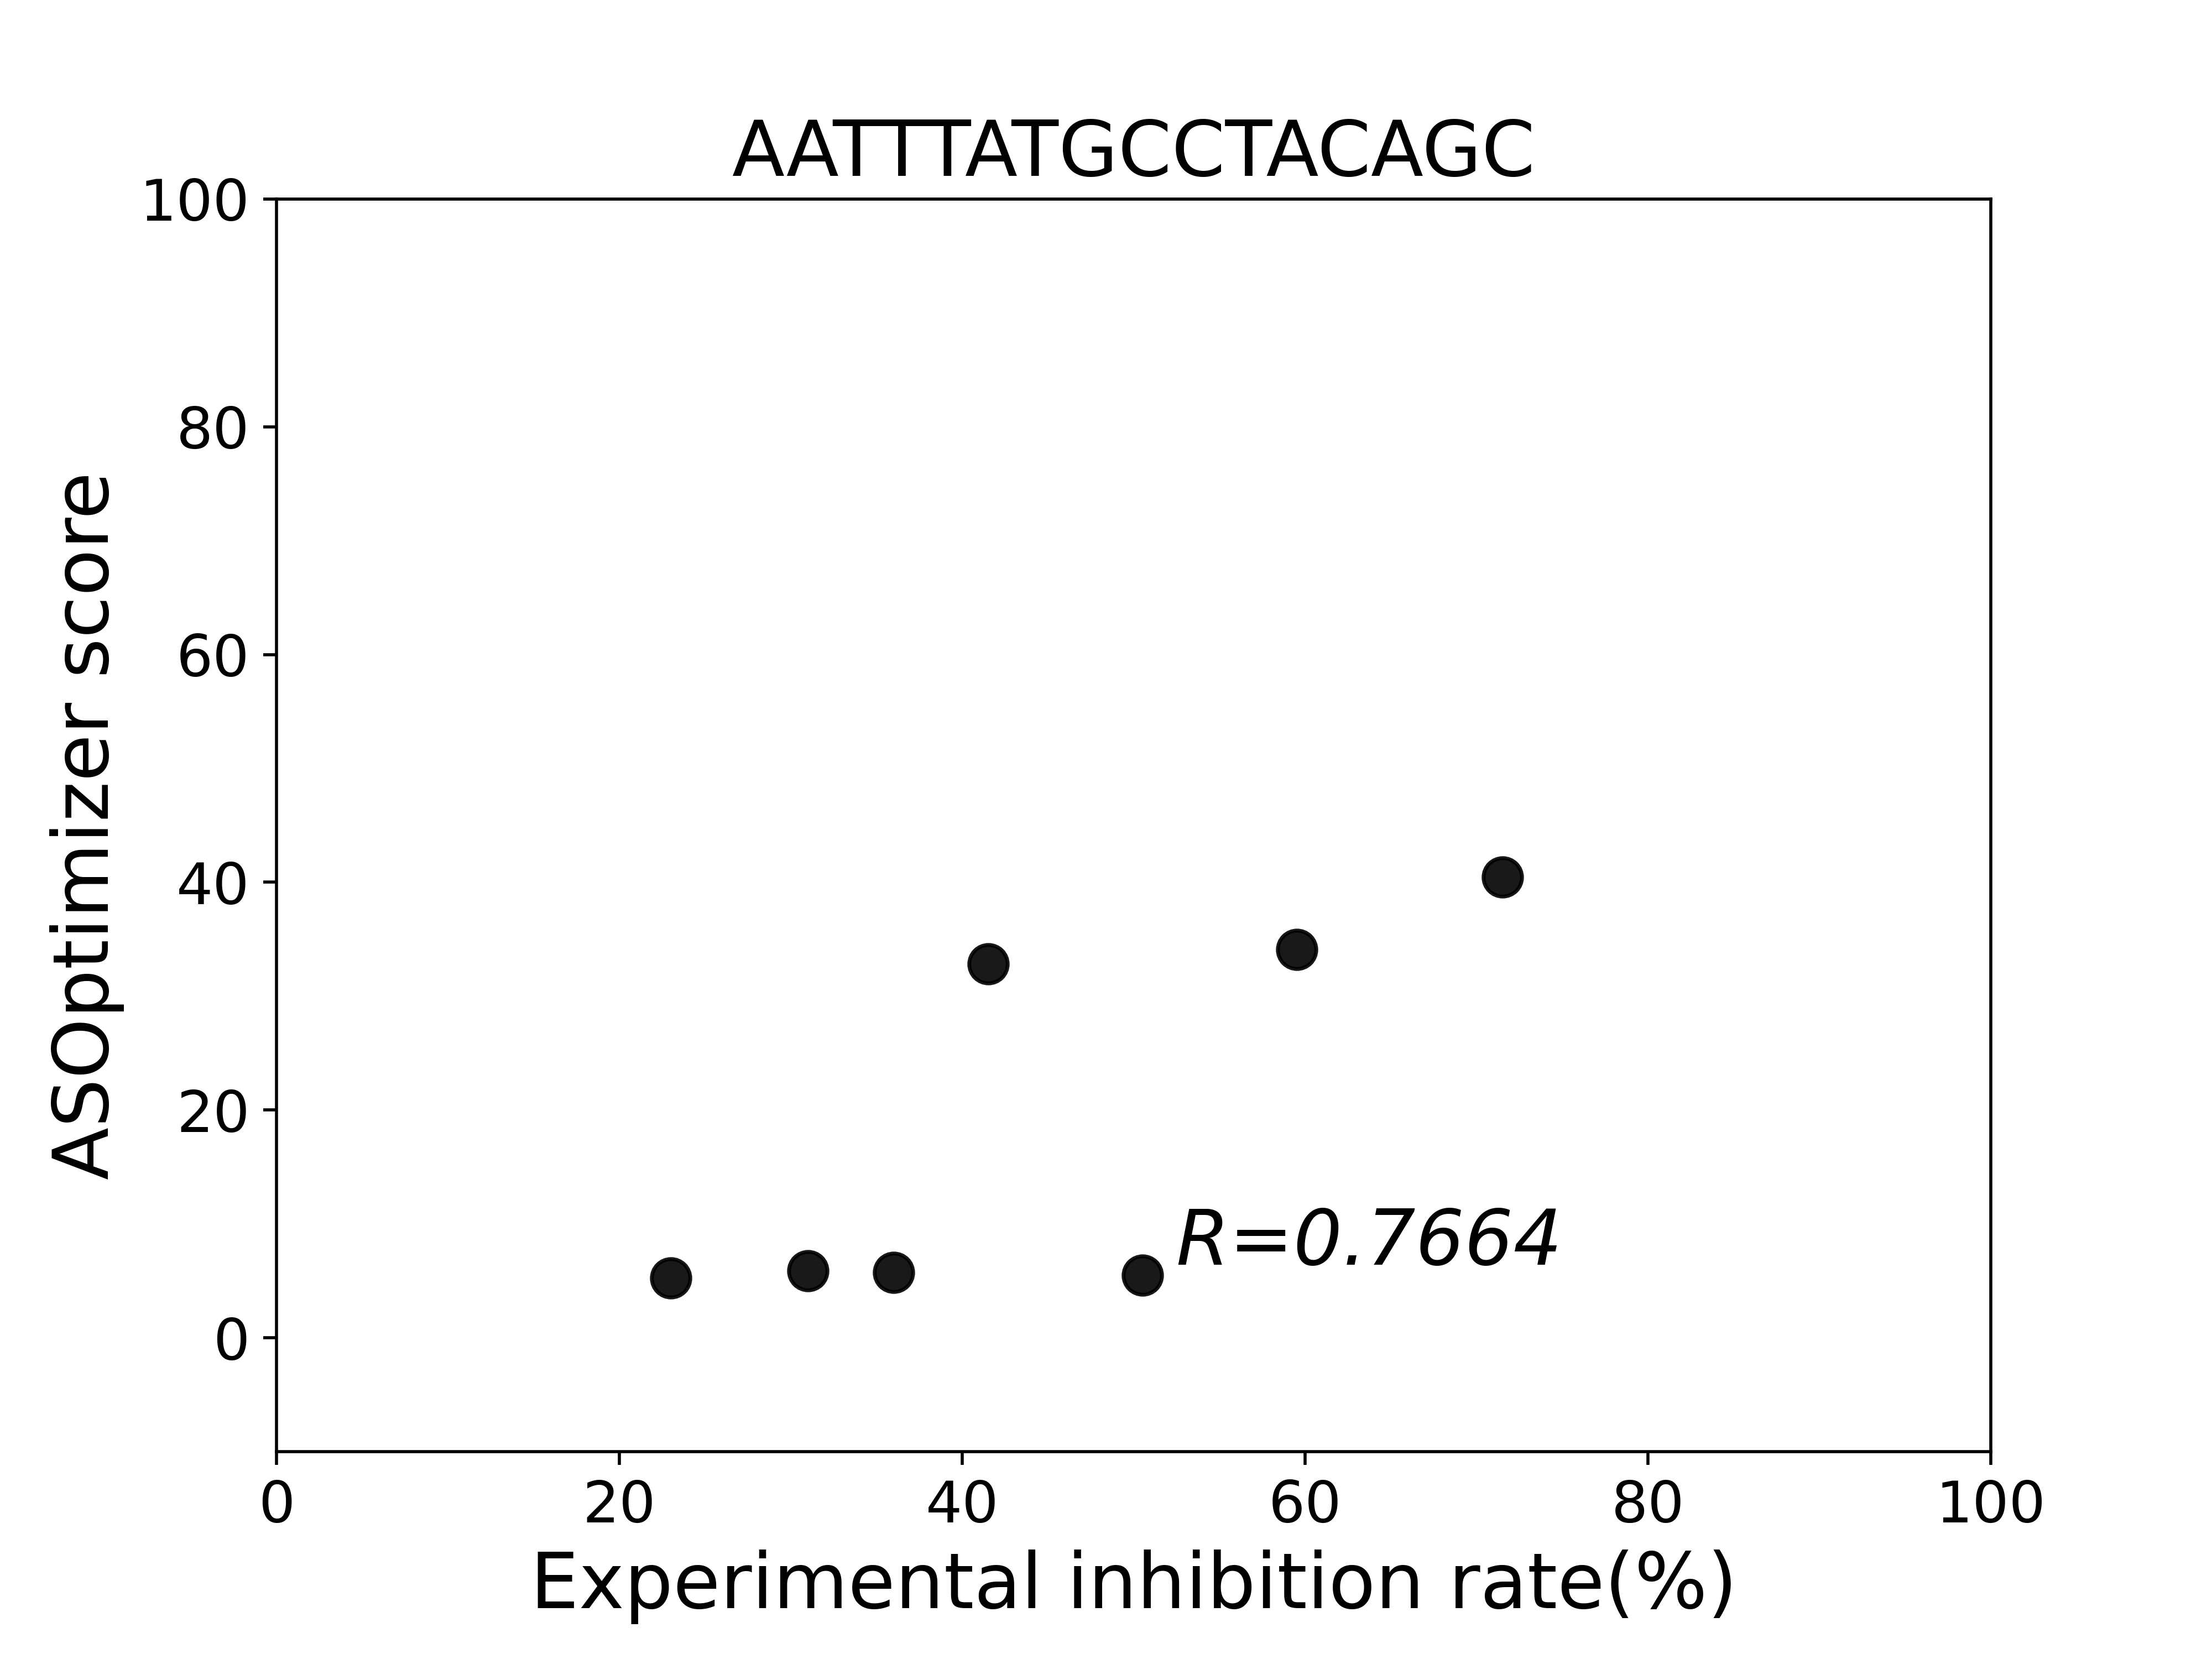 AATTTATGCCTACAGC
100
80
60
40
20
0
ASOptimizer score
R=0.7664
0 20 40 60 80 100
Experimental inhibition rate(%)